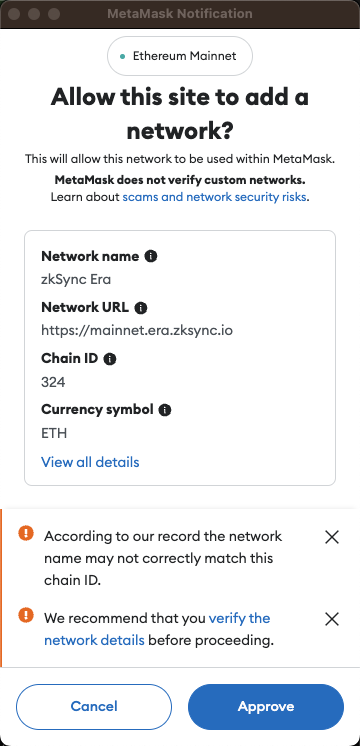 MetaMask Notification
Ethereum Mainnet
Allow this site to add a
network?
This will allow this network to be used within MetaMask.
MetaMask does not verify custom networks.
Learn about scams and network security risks.
Network name
zkSync Era
Network URL
https://mainnet.era.zksync.io
Chain ID
324
Currency symbol
ETH
View all details
According to our record the network
name may not correctly match this
chain ID.
We recommend that you verify the
network details before proceeding.
Cancel
Approve